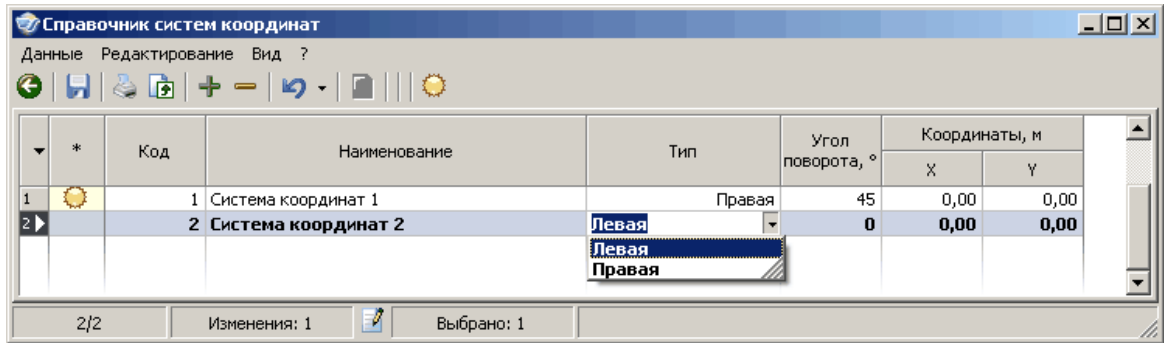 Справочник систем координат
Данные Редактирование Вид ?
* Код Наименование Тип Угол поворота, ° Координаты, м
X Y
1 1 Система координат 1 Правая 45 0,00 0,00
2 2 Система координат 2 Левая 0 0,00 0,00
Левая
Правая
2/2 Изменения: 1 Выбрано: 1